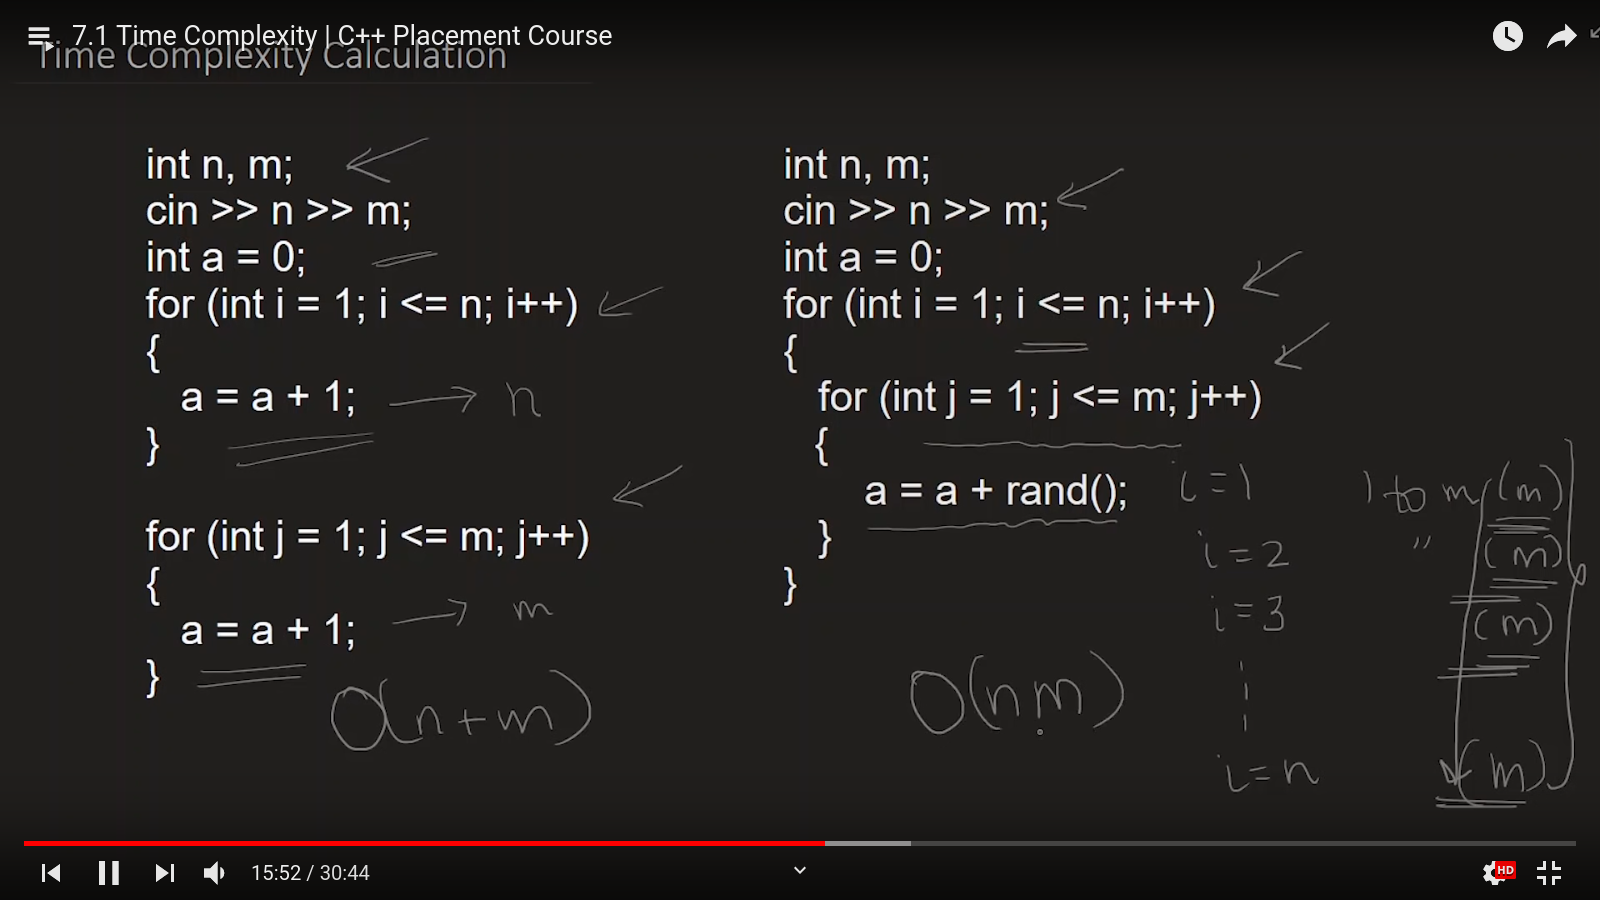 7.1 Time Complexity | C++ Placement Course
Time Complexity Calculation
int n, m;
cin >> n >> m;
int a = 0;
for (int i = 1; i <= n; i++)
{
a = a + 1; → n
}
for (int j = 1; j <= m; j++)
{
a = a + 1; → m
}
O(n+m)
int n, m;
cin >> n >> m;
int a = 0;
for (int i = 1; i <= n; i++)
{
for (int j = 1; j <= m; j++)
{
a = a + rand();
}
}
i=1 1 to m (m)
i=2 " (m)
i=3 (m)
i=n (m)
O(n.m)
15:52 / 30:44
HD